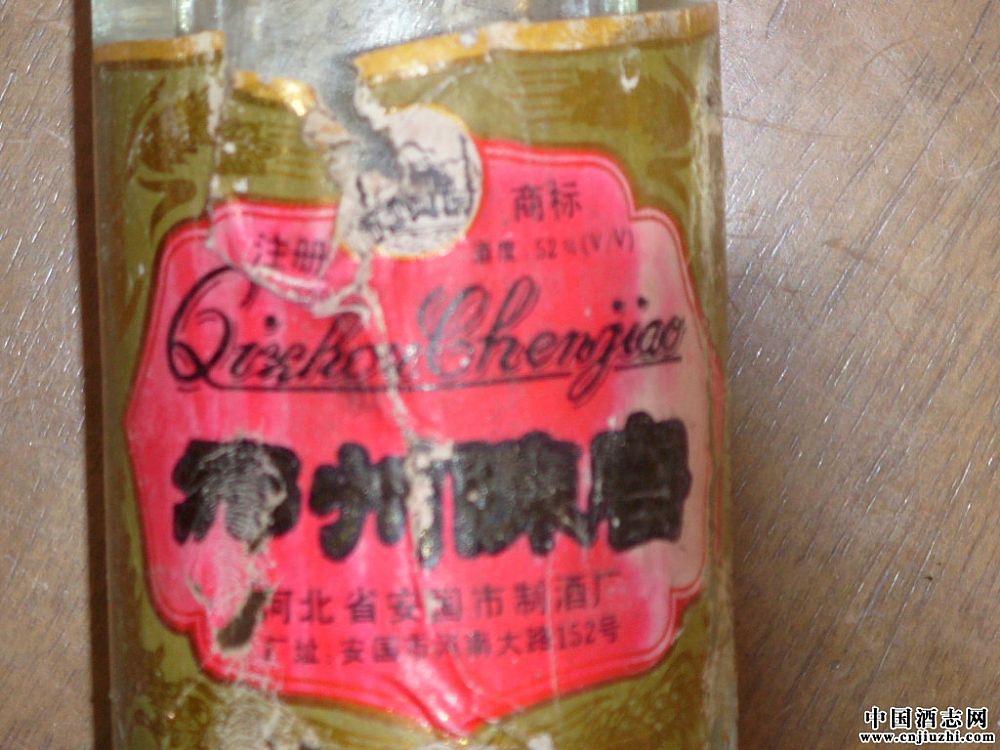 注册 商标
酒度:52%(V/V)
Qizhou Chenjiao
祁州陳窖
河北省安国市制酒厂
厂址:安国市药南大路152号
中国酒志网
www.cnjiuzhi.com